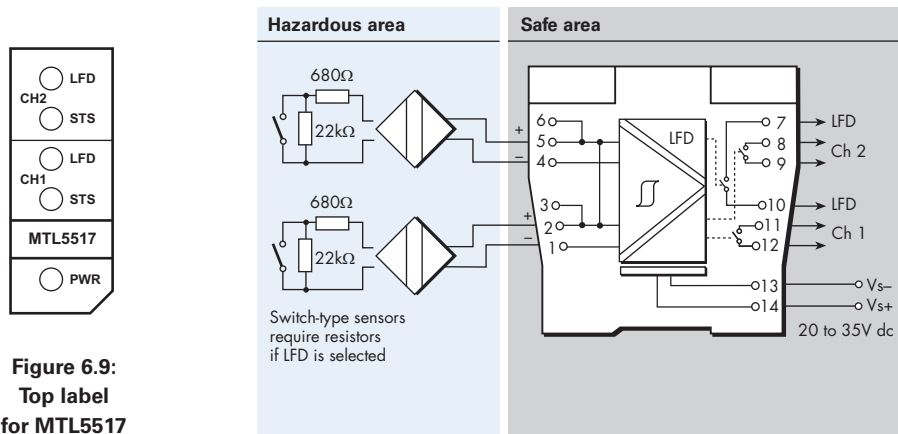 Hazardous area
Safe area
LFD
CH2
STS
LFD
CH1
STS
MTL5517
PWR
Figure 6.9:
Top label
for MTL5517
680Ω
22kΩ
680Ω
22kΩ
Switch-type sensors
require resistors
if LFD is selected
+
−
+
−
6
5
4
3
2
1
LFD
7
8
9
10
11
12
13
14
LFD
Ch 2
LFD
Ch 1
Vs–
Vs+
20 to 35V dc